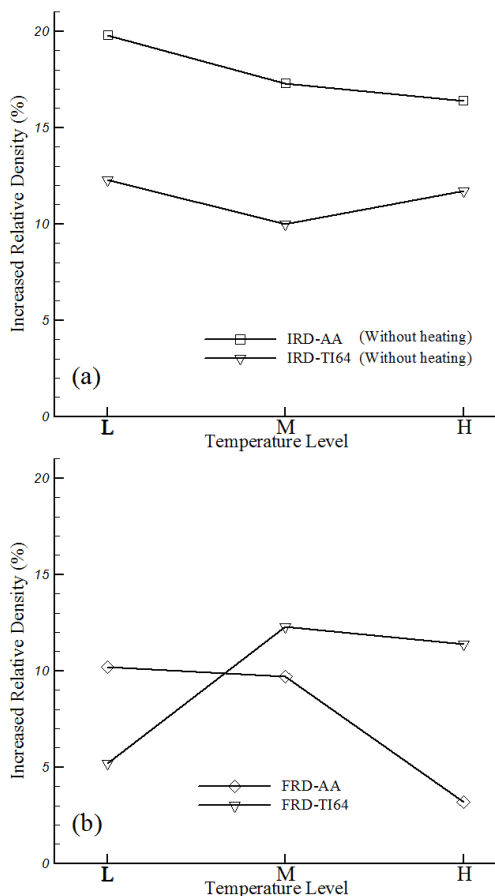 20
15
10
5
0
Increased Relative Density (%)
IRD-AA (Without heating)
IRD-TI64 (Without heating)
(a)
L M H
Temperature Level
20
15
10
5
0
Increased Relative Density (%)
FRD-AA
FRD-TI64
(b)
L M H
Temperature Level